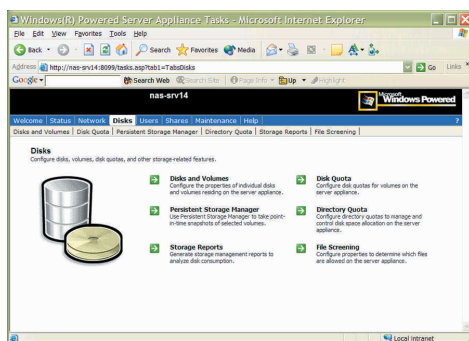 Windows(R) Powered Server Appliance Tasks - Microsoft Internet Explorer
File Edit View Favorites Tools Help
Back Search Favorites Media
Address http://nas-srv14:8099/tasks.asp?tab1=TabsDisks Go Links
Google Search Web Search Site Page Info Up Highlight
nas-srv14
Microsoft
Windows Powered
Welcome Status Network Disks Users Shares Maintenance Help ?
Disks and Volumes Disk Quota Persistent Storage Manager Directory Quota Storage Reports File Screening
Disks
Configure disks, volumes, disk quotas, and other storage-related features.
Disks and Volumes
Configure the properties of individual disks
and volumes residing on the server appliance.
Disk Quota
Configure disk quotas for volumes on the
server appliance.
Persistent Storage Manager
Use Persistent Storage Manager to take point-
in-time snapshots of selected volumes.
Directory Quota
Configure directory quotas to manage and
control disk space allocation on the server
appliance.
Storage Reports
Generate storage management reports to
analyze disk consumption.
File Screening
Configure properties to determine which files
are allowed on the server appliance.
Local intranet